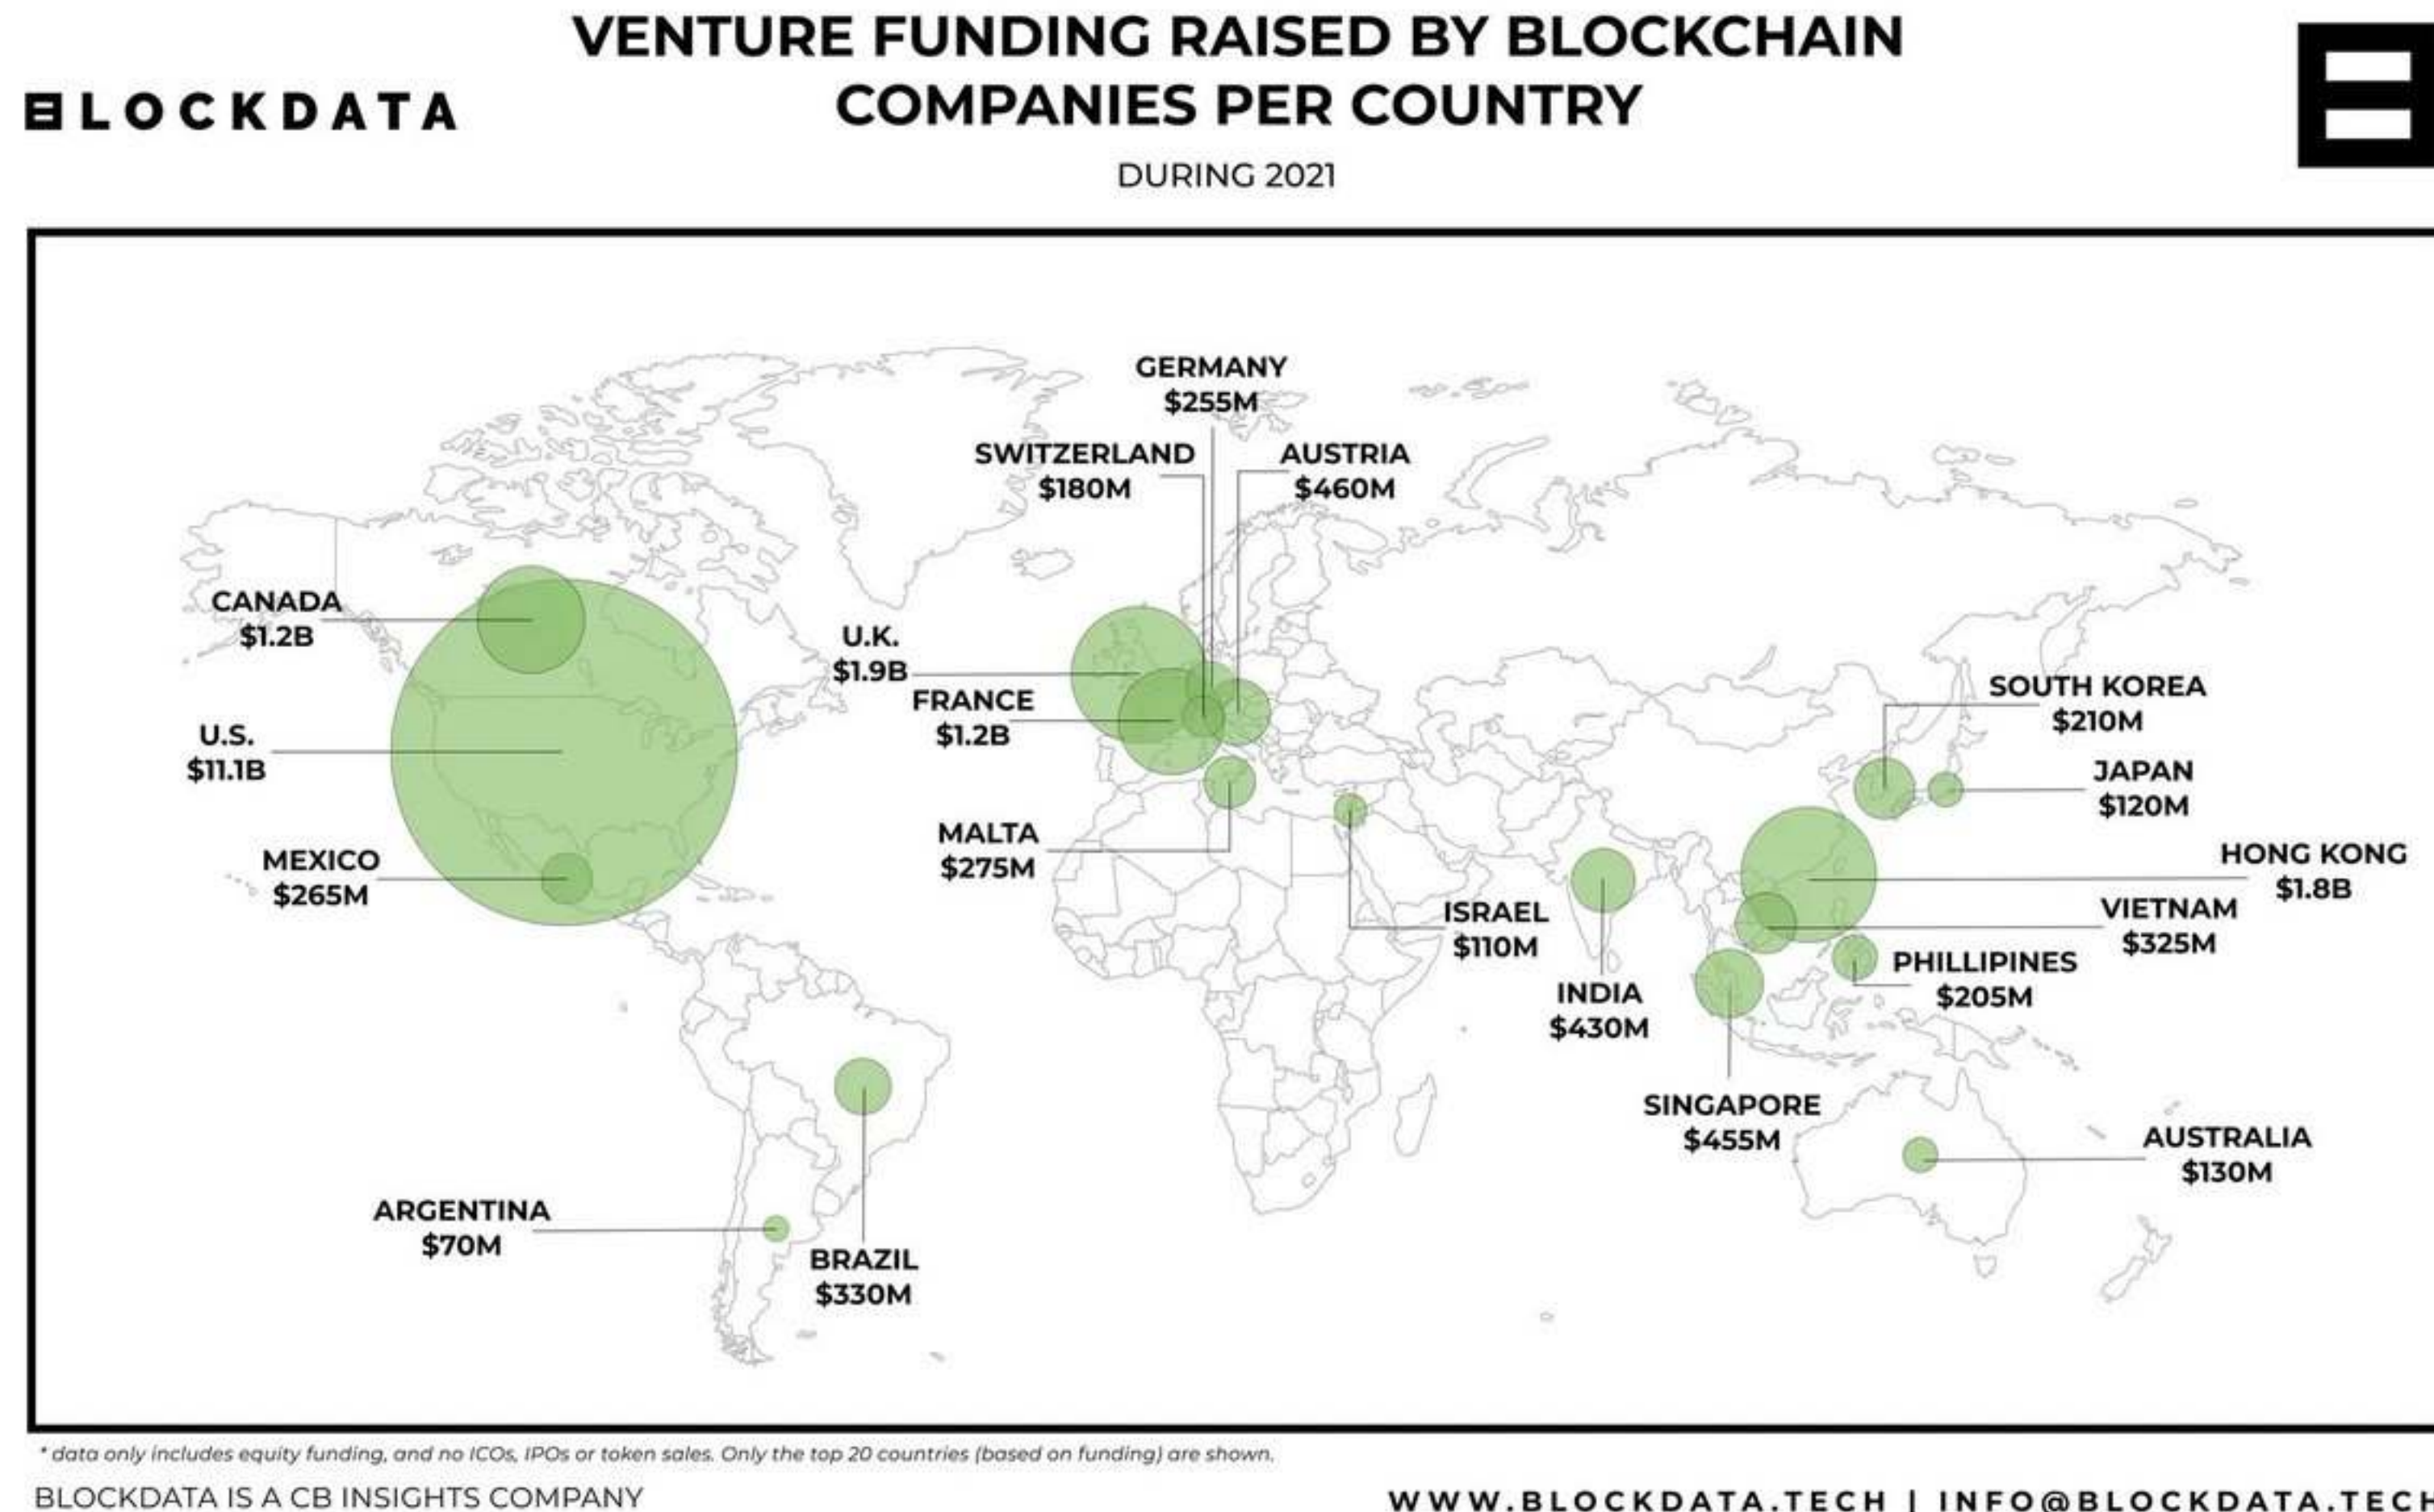 VENTURE FUNDING RAISED BY BLOCKCHAIN
COMPANIES PER COUNTRY
BLOCKDATA
DURING 2021
GERMANY
$255M
SWITZERLAND
$180M
AUSTRIA
$460M
CANADA
$1.2B
U.K.
$1.9B
FRANCE
$1.2B
U.S.
$11.1B
SOUTH KOREA
$210M
JAPAN
$120M
MALTA
$275M
MEXICO
$265M
HONG KONG
$1.8B
VIETNAM
$325M
ISRAEL
$110M
PHILLIPINES
$205M
INDIA
$430M
SINGAPORE
$455M
AUSTRALIA
$130M
ARGENTINA
$70M
BRAZIL
$330M
* data only includes equity funding, and no ICOs, IPOs or token sales. Only the top 20 countries (based on funding) are shown.
BLOCKDATA IS A CB INSIGHTS COMPANY
WWW.BLOCKDATA.TECH | INFO@BLOCKDATA.TECH